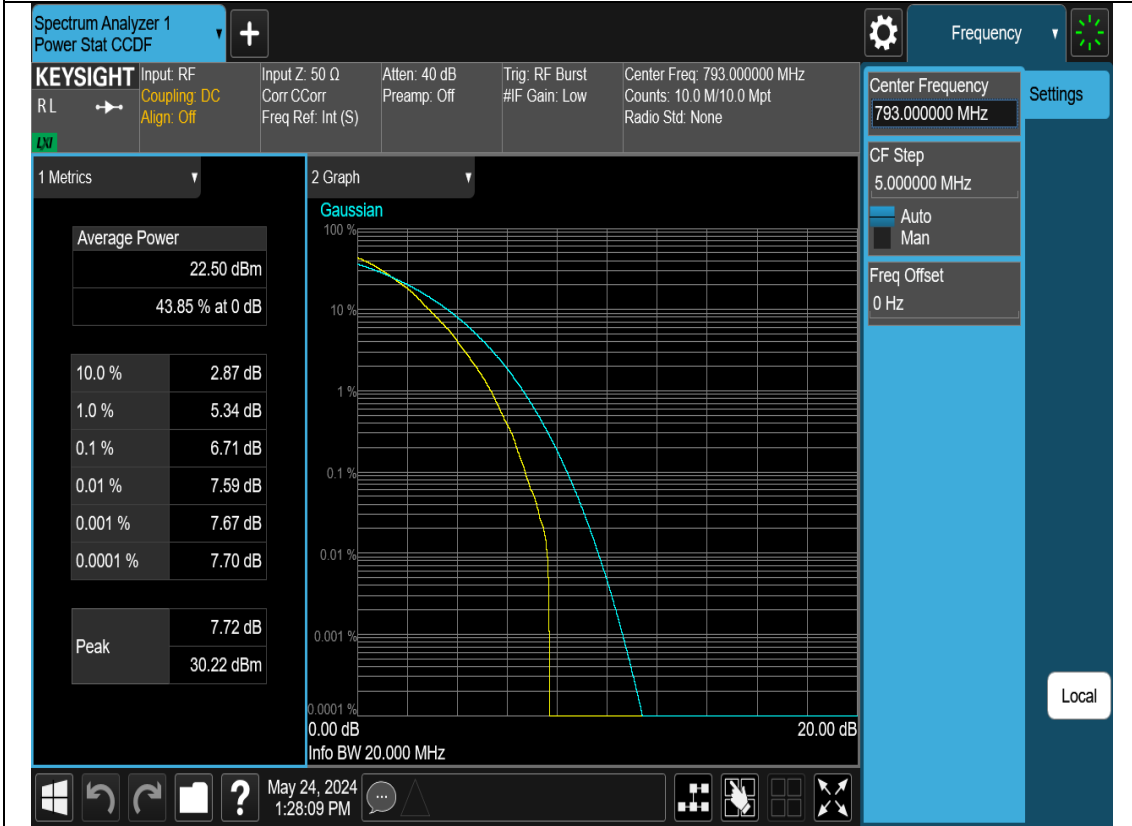 Spectrum Analyzer 1
Power Stat CCDF
Frequency
KEYSIGHT
RL
LXI
Input: RF
Coupling: DC
Align: Off
Input Z: 50 Ω
Corr CCorr
Freq Ref: Int (S)
Atten: 40 dB
Preamp: Off
Trig: RF Burst
#IF Gain: Low
Center Freq: 793.000000 MHz
Counts: 10.0 M/10.0 Mpt
Radio Std: None
Center Frequency
793.000000 MHz
Settings
CF Step
5.000000 MHz
Auto
Man
Freq Offset
0 Hz
Local
1 Metrics
Average Power
22.50 dBm
43.85 % at 0 dB
10.0 % 2.87 dB
1.0 % 5.34 dB
0.1 % 6.71 dB
0.01 % 7.59 dB
0.001 % 7.67 dB
0.0001 % 7.70 dB
Peak 7.72 dB
30.22 dBm
2 Graph
Gaussian
100 %
10 %
1 %
0.1 %
0.01 %
0.001 %
0.0001 %
0.00 dB 20.00 dB
Info BW 20.000 MHz
?
May 24, 2024
1:28:09 PM